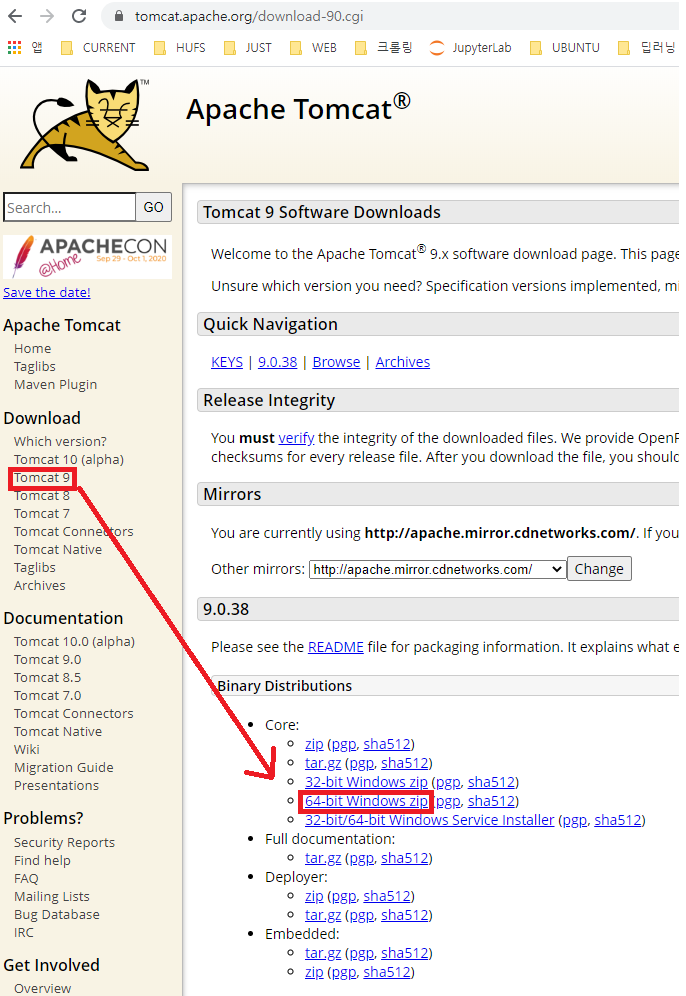 tomcat.apache.org/download-90.cgi
앱 CURRENT HUFS JUST WEB 크롤링 JupyterLab UBUNTU 딥러닝
TM
Apache Tomcat®
Search... GO
APACHECON
@Home
Sep 29 - Oct 1, 2020
Save the date!
Apache Tomcat
Home
Taglibs
Maven Plugin
Download
Which version?
Tomcat 10 (alpha)
Tomcat 9
Tomcat 8
Tomcat 7
Tomcat Connectors
Tomcat Native
Taglibs
Archives
Documentation
Tomcat 10.0 (alpha)
Tomcat 9.0
Tomcat 8.5
Tomcat 7.0
Tomcat Connectors
Tomcat Native
Wiki
Migration Guide
Presentations
Problems?
Security Reports
Find help
FAQ
Mailing Lists
Bug Database
IRC
Get Involved
Overview
Tomcat 9 Software Downloads
Welcome to the Apache Tomcat® 9.x software download page. This page
Unsure which version you need? Specification versions implemented, mi
Quick Navigation
KEYS | 9.0.38 | Browse | Archives
Release Integrity
You must verify the integrity of the downloaded files. We provide OpenP
checksums for every release file. After you download the file, you should
Mirrors
You are currently using http://apache.mirror.cdnetworks.com/. If you
Other mirrors: http://apache.mirror.cdnetworks.com/ Change
9.0.38
Please see the README file for packaging information. It explains what e
Binary Distributions
Core:
zip (pgp, sha512)
tar.gz (pgp, sha512)
32-bit Windows zip (pgp, sha512)
64-bit Windows zip (pgp, sha512)
32-bit/64-bit Windows Service Installer (pgp, sha512)
Full documentation:
tar.gz (pgp, sha512)
Deployer:
zip (pgp, sha512)
tar.gz (pgp, sha512)
Embedded:
tar.gz (pgp, sha512)
zip (pgp, sha512)